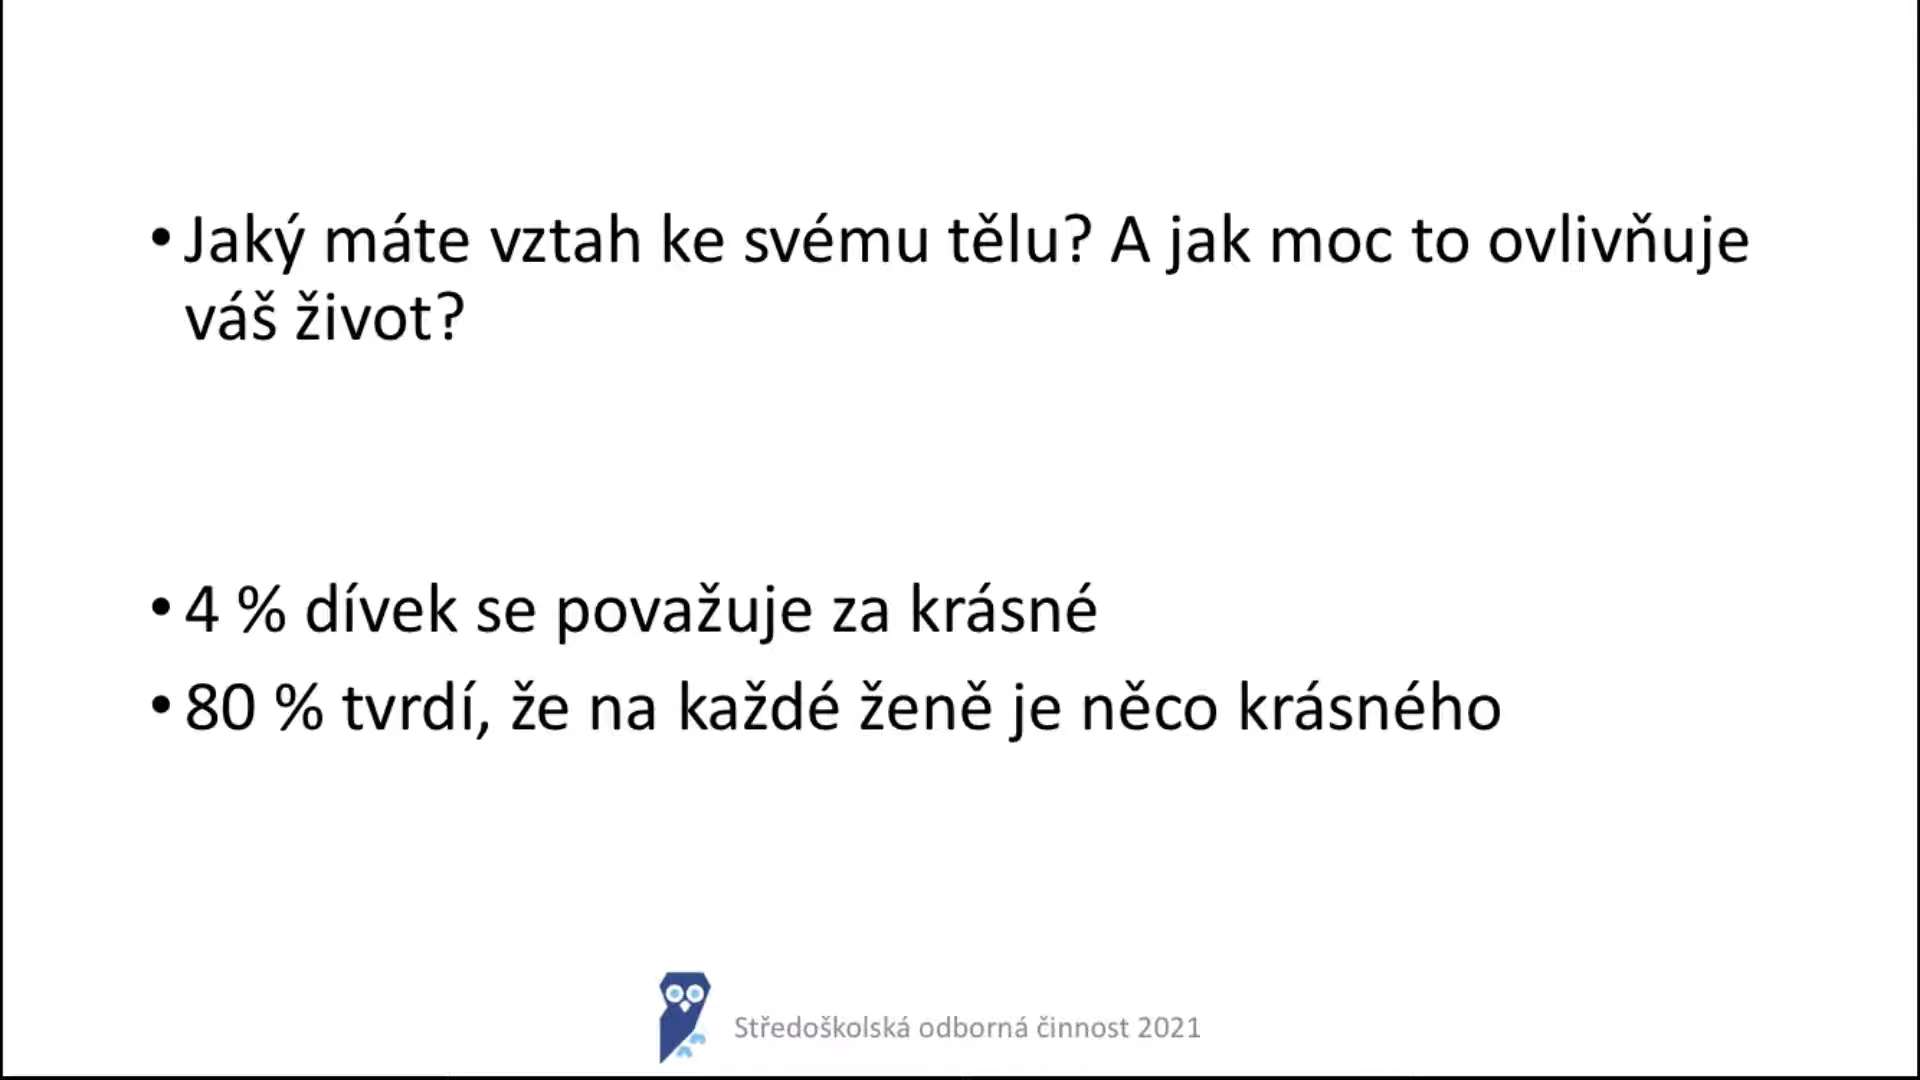 • Jaký máte vztah ke svému tělu? A jak moc to ovlivňuje
váš život?
• 4 % dívek se považuje za krásné
• 80 % tvrdí, že na každé ženě je něco krásného
Středoškolská odborná činnost 2021